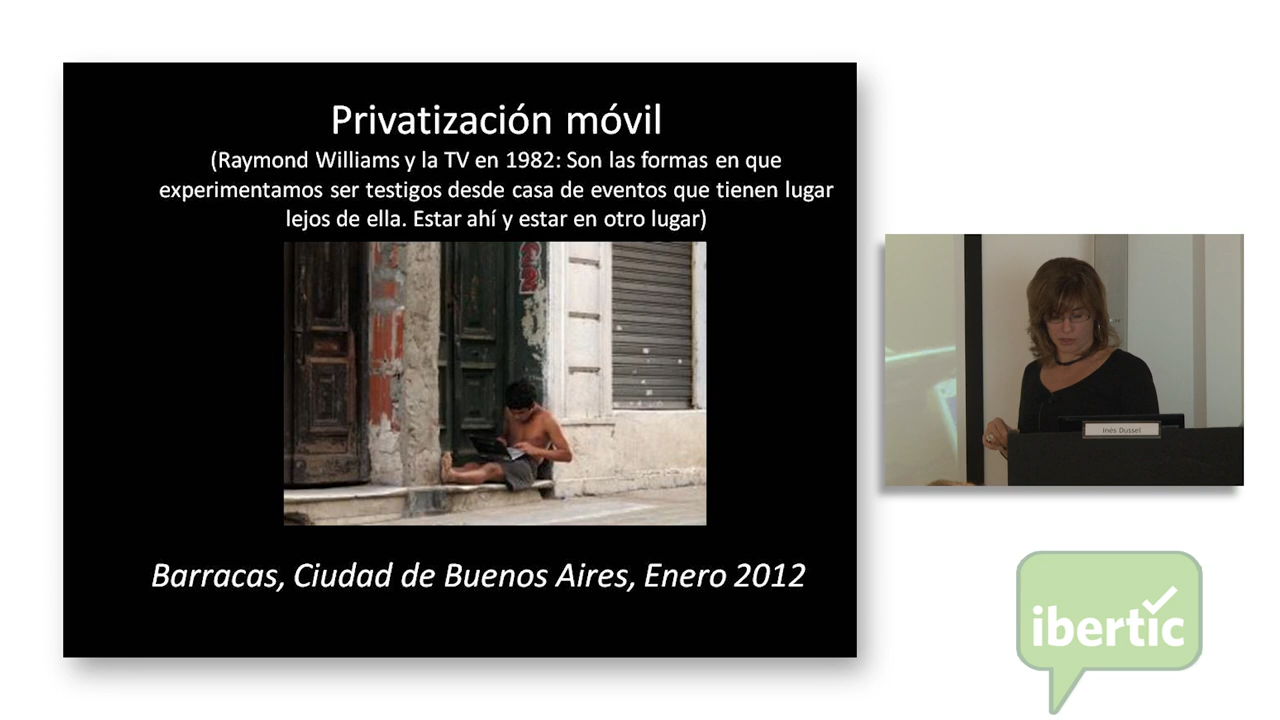 Privatización móvil
(Raymond Williams y la TV en 1982: Son las formas en que
experimentamos ser testigos desde casa de eventos que tienen lugar
lejos de ella. Estar ahí y estar en otro lugar)
Barracas, Ciudad de Buenos Aires, Enero 2012
Inés Dussel
ibertic